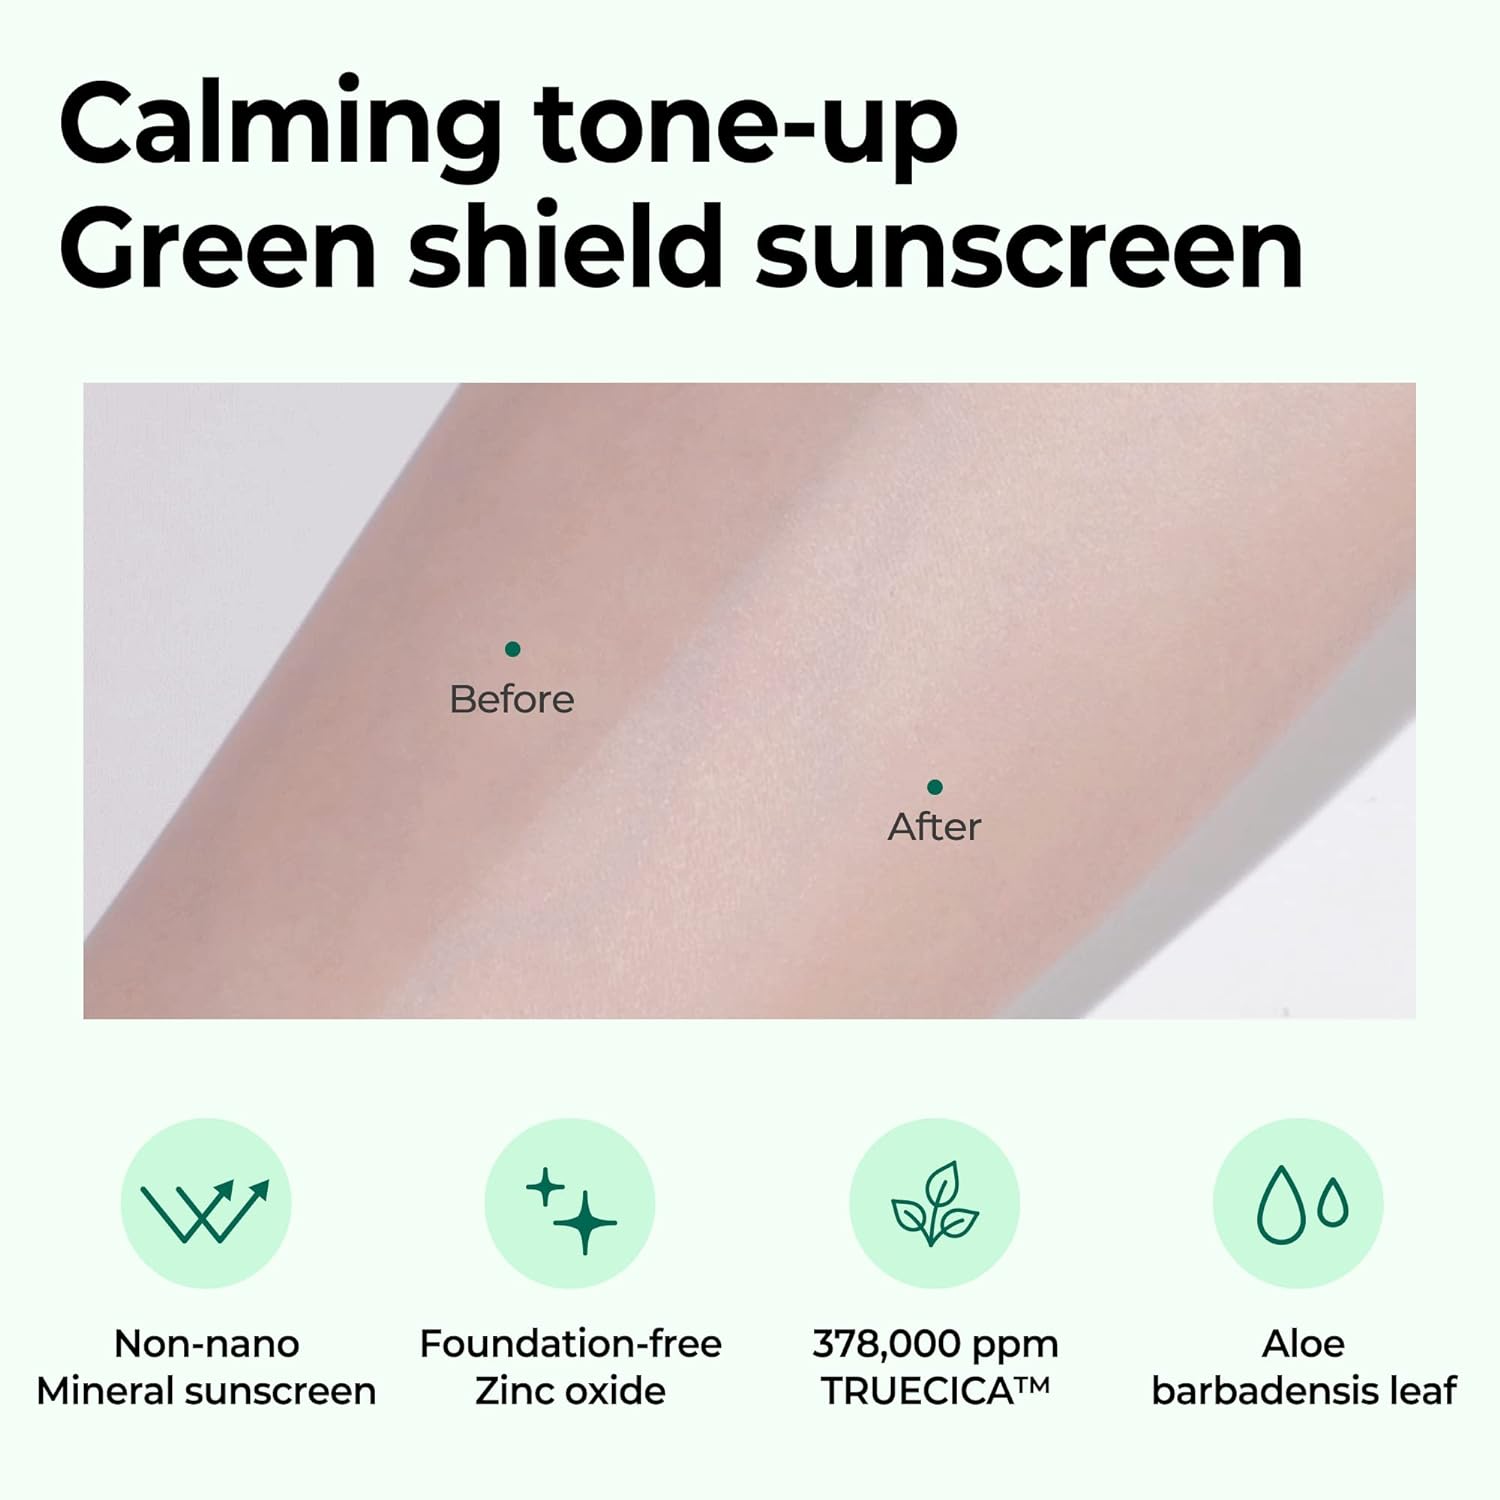 Calming tone-up
Green shield sunscreen
Before
After
Non-nano
Mineral sunscreen
Foundation-free
Zinc oxide
378,000 ppm
TRUECICA™
Aloe
barbadensis leaf